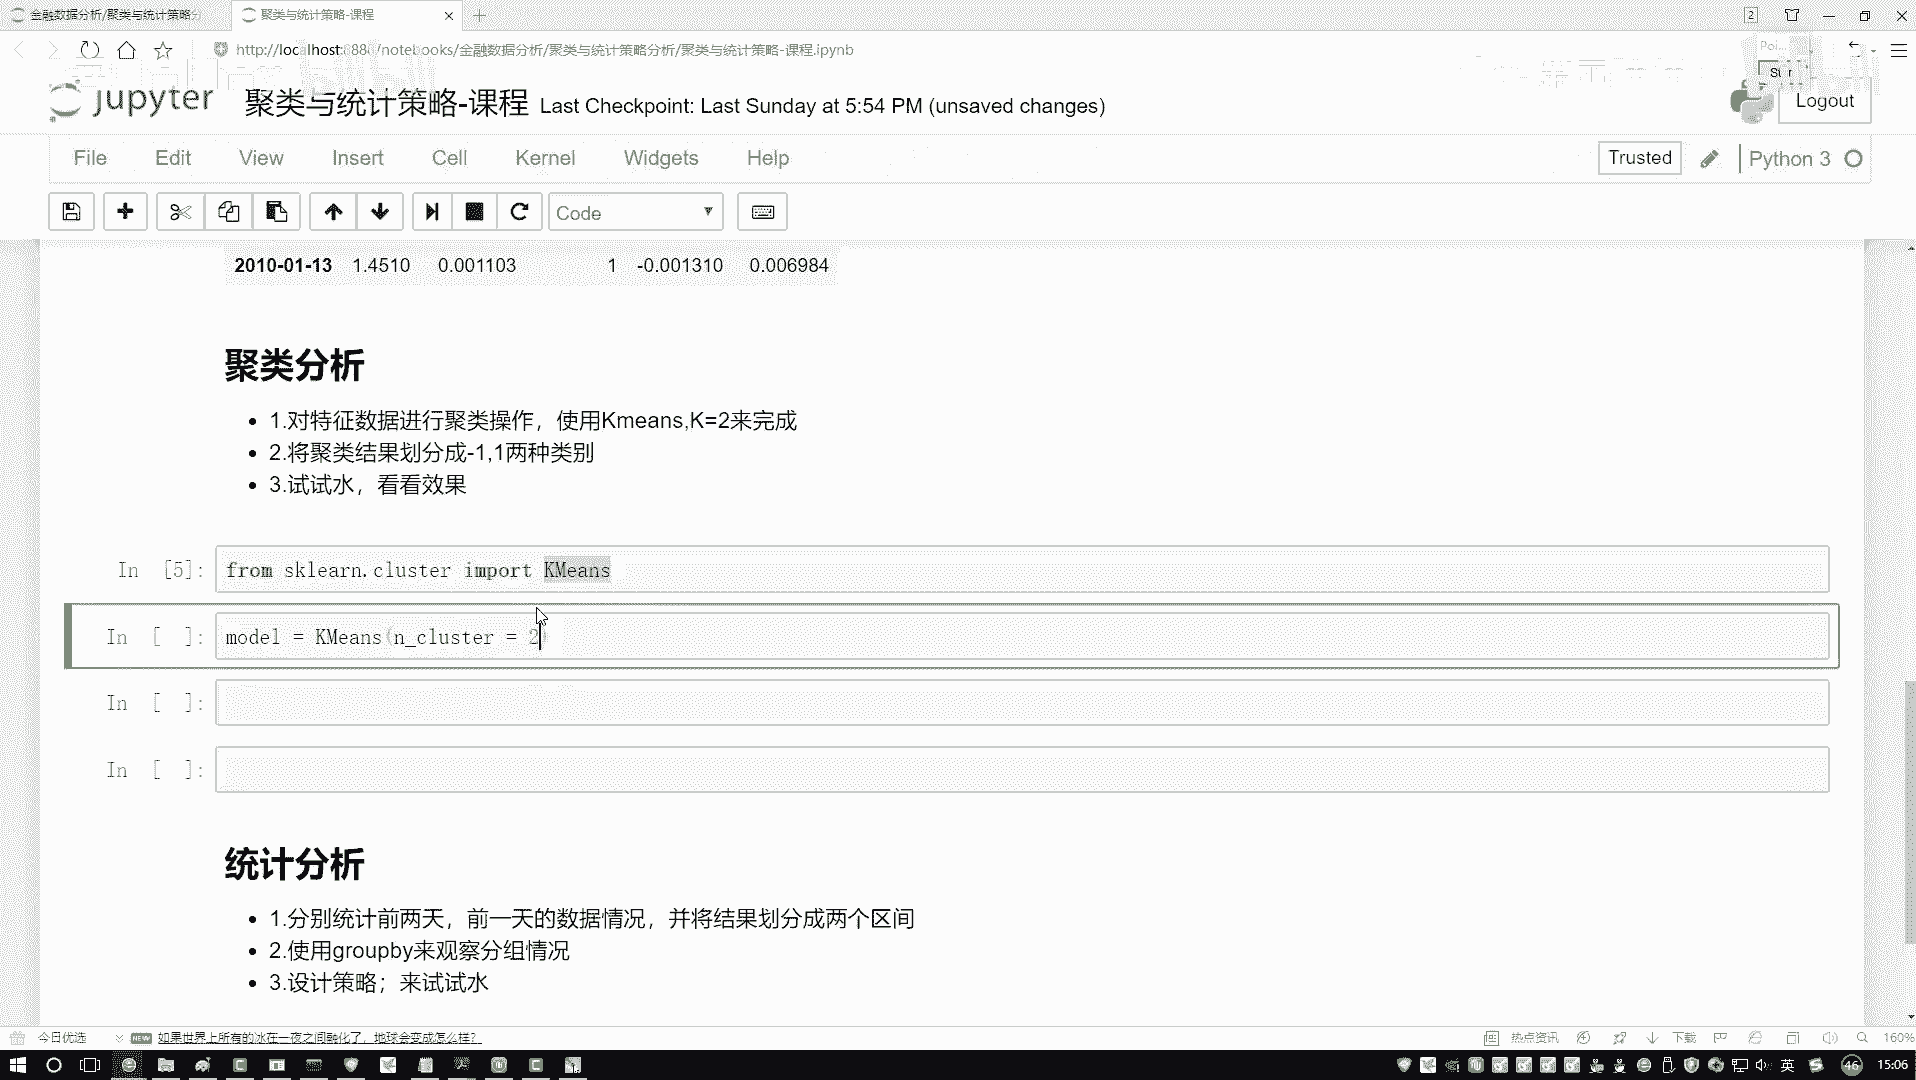 金融数据分析/聚类与统计策略分
聚类与统计策略-课程
2
http://localhost:888/notebooks/金融数据分析/聚类与统计策略分析/聚类与统计策略-课程.ipynb
jupyter 聚类与统计策略-课程 Last Checkpoint: Last Sunday at 5:54 PM (unsaved changes)
Logout
File Edit View Insert Cell Kernel Widgets Help
Trusted Python 3
Code
2010-01-13 1.4510 0.001103 1 -0.001310 0.006984
聚类分析
• 1.对特征数据进行聚类操作，使用Kmeans,K=2来完成
• 2.将聚类结果划分成-1,1两种类别
• 3.试试水，看看效果
In [5]: from sklearn.cluster import KMeans
In [ ]: model = KMeans(n_cluster = 2)
In [ ]:
In [ ]:
统计分析
• 1.分别统计前两天，前一天的数据情况，并将结果划分成两个区间
• 2.使用groupby来观察分组情况
• 3.设计策略；来试试水
今日优选 NEW 如果世界上所有的冰在一夜之间融化了，地球会变成怎么样？ 热点资讯 下载 160%
英 46 15:06